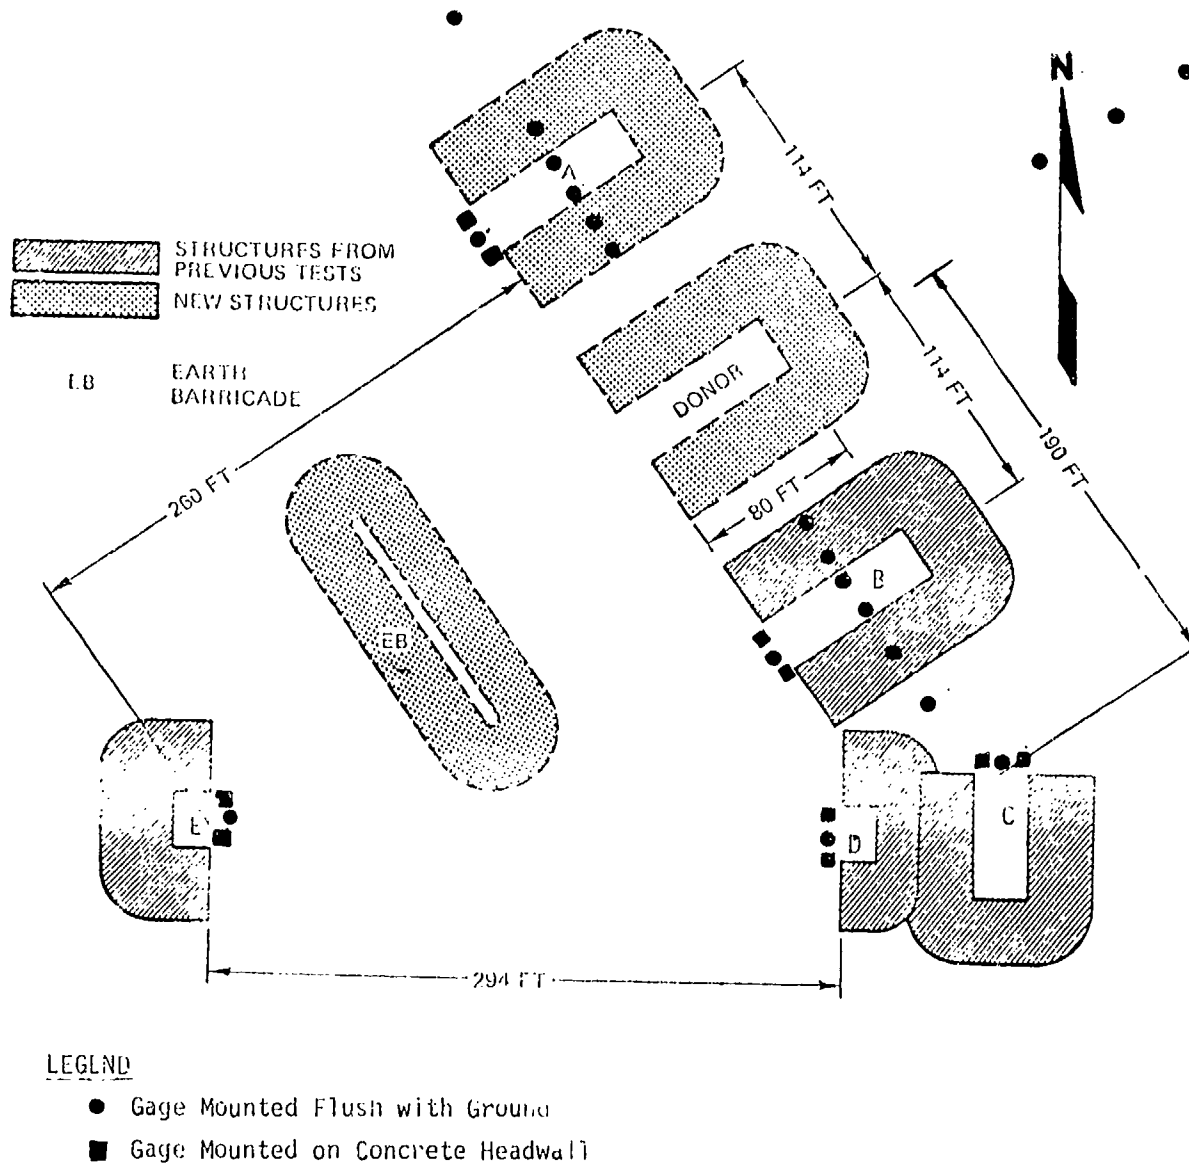 N
114 FT
A
STRUCTURES FROM
PREVIOUS TESTS
NEW STRUCTURES
EB EARTH
BARRICADE
DONOR
114 FT
190 FT
260 FT
80 FT
B
EB
E
D
C
294 FT
LEGEND
Gage Mounted Flush with Ground
Gage Mounted on Concrete Headwall